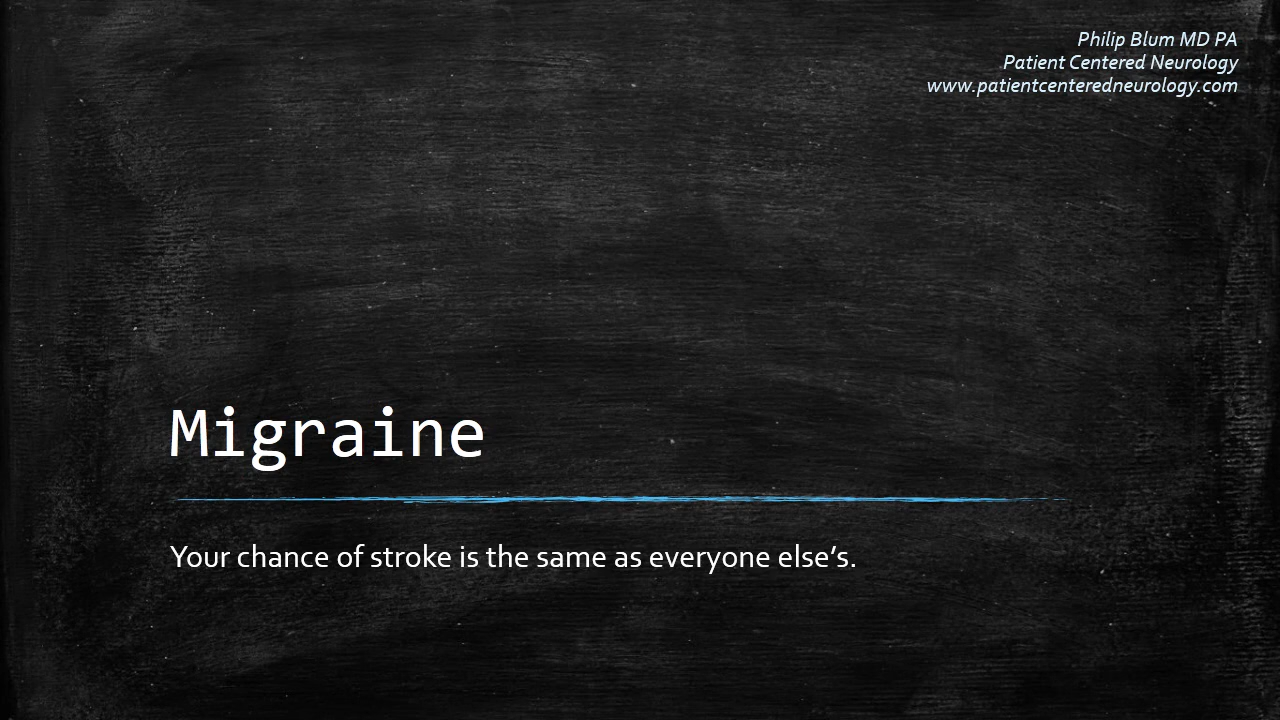 Philip Blum MD PA
Patient Centered Neurology
www.patientcenteredneurology.com
Migraine
Your chance of stroke is the same as everyone else’s.